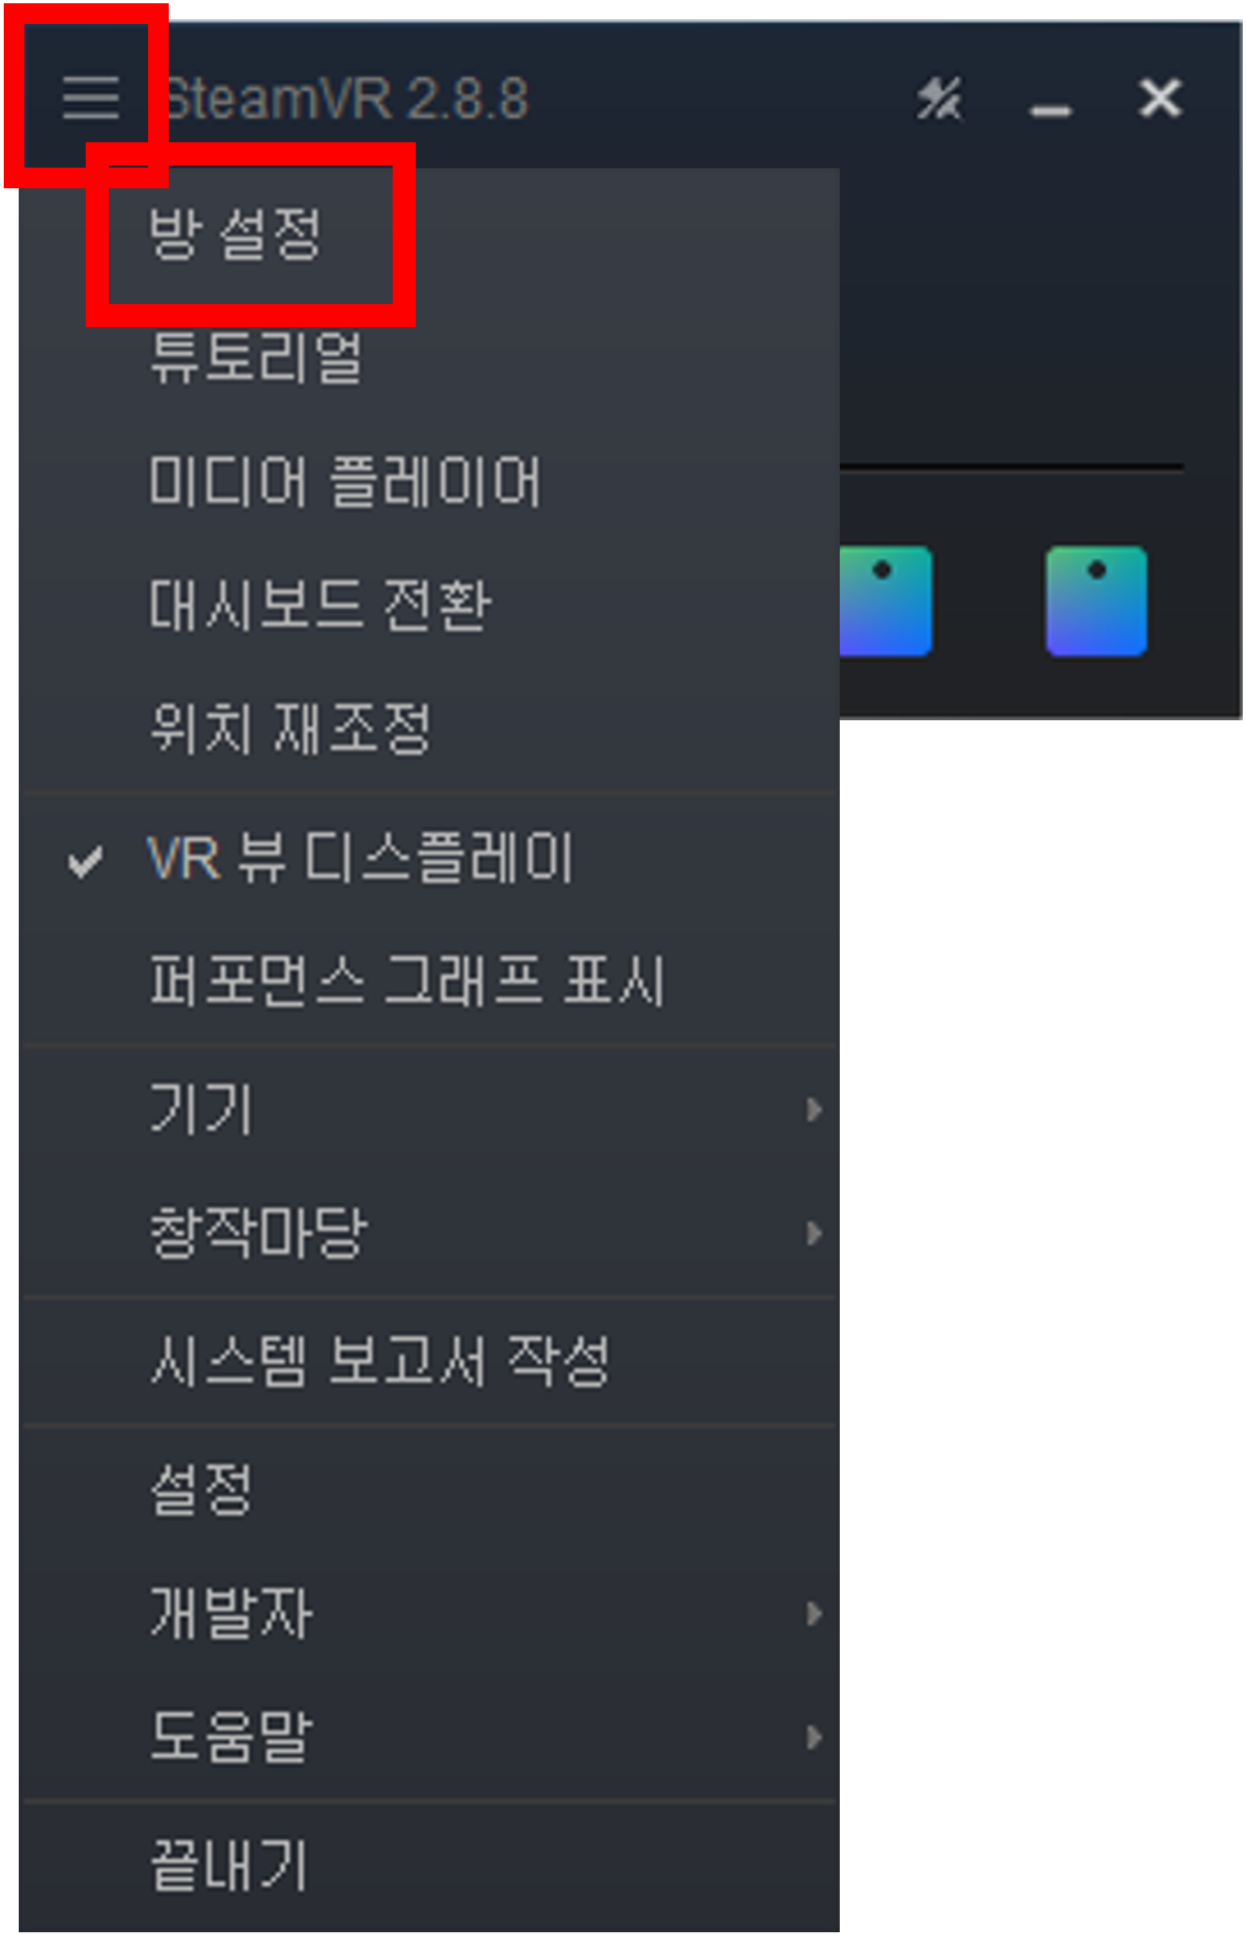 SteamVR 2.8.8
방 설정
튜토리얼
미디어 플레이어
대시보드 전환
위치 재조정
VR 뷰 디스플레이
퍼포먼스 그래프 표시
기기
창작마당
시스템 보고서 작성
설정
개발자
도움말
끝내기